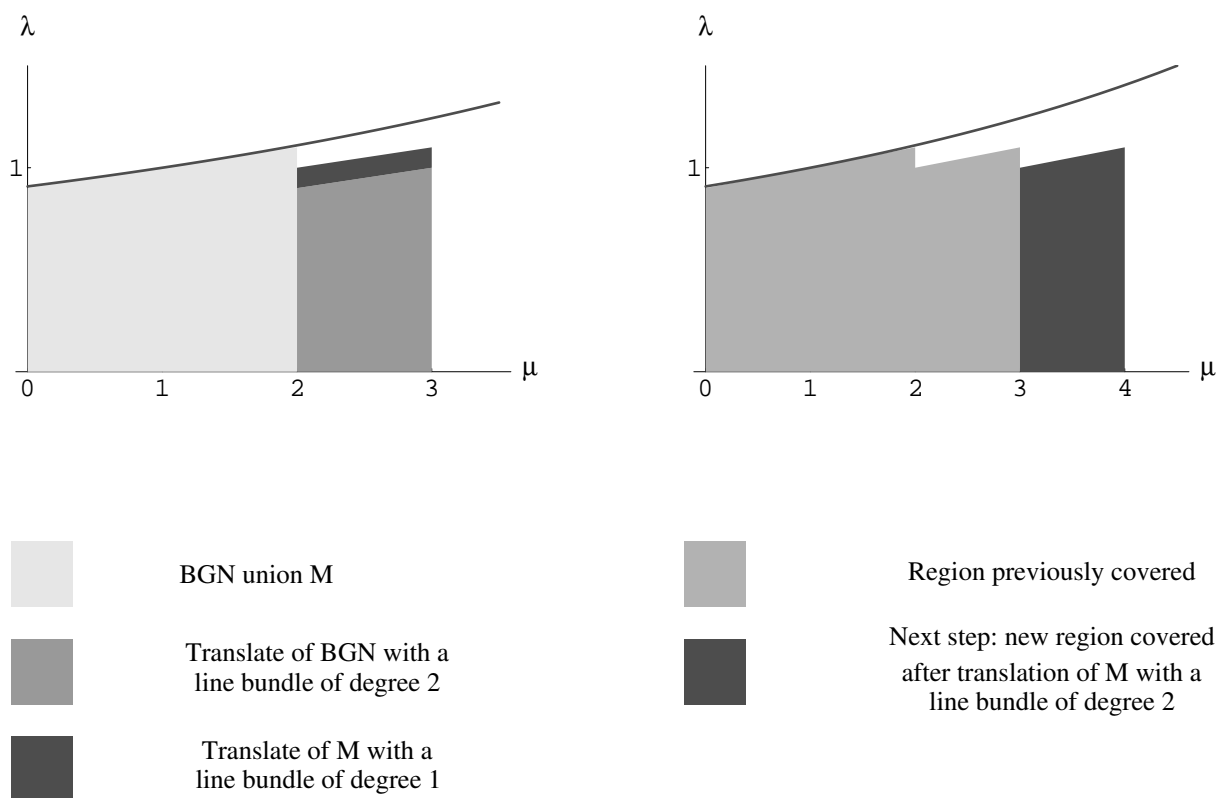 λ
1
0 1 2 3 μ
λ
1
0 1 2 3 4 μ
BGN union M
Translate of BGN with a
line bundle of degree 2
Translate of M with a
line bundle of degree 1
Region previously covered
Next step: new region covered
after translation of M with a
line bundle of degree 2